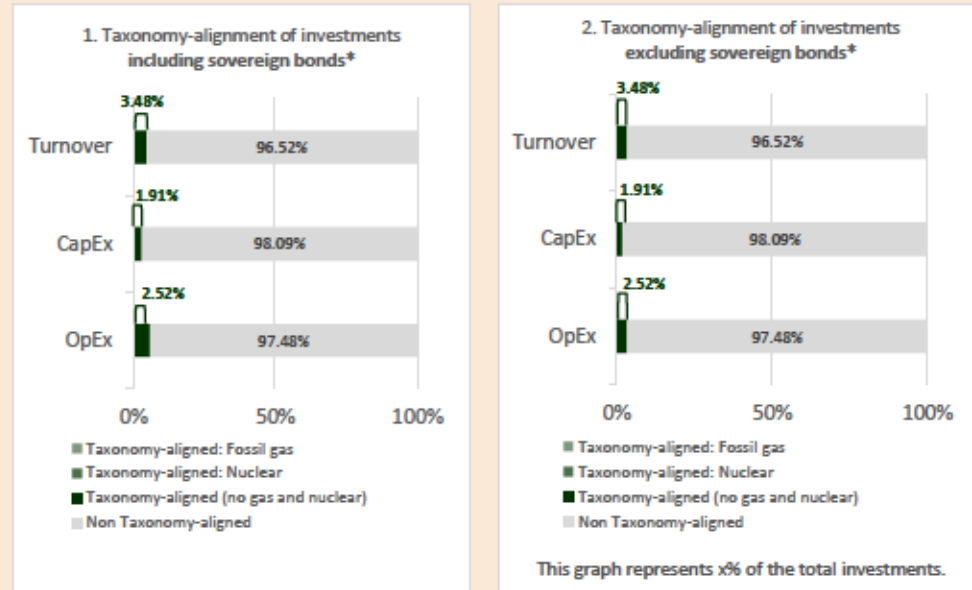 1. Taxonomy-alignment of investments
including sovereign bonds*
3.48%
Turnover
96.52%
1.91%
CapEx
98.09%
2.52%
OpEx
97.48%
0%
50%
100%
Taxonomy-aligned: Fossil gas
Taxonomy-aligned: Nuclear
Taxonomy-aligned (no gas and nuclear)
Non Taxonomy-aligned
2. Taxonomy-alignment of investments
excluding sovereign bonds*
3.48%
Turnover
96.52%
1.91%
CapEx
98.09%
2.52%
OpEx
97.48%
0%
50%
100%
Taxonomy-aligned: Fossil gas
Taxonomy-aligned: Nuclear
Taxonomy-aligned (no gas and nuclear)
Non Taxonomy-aligned
This graph represents x% of the total investments.